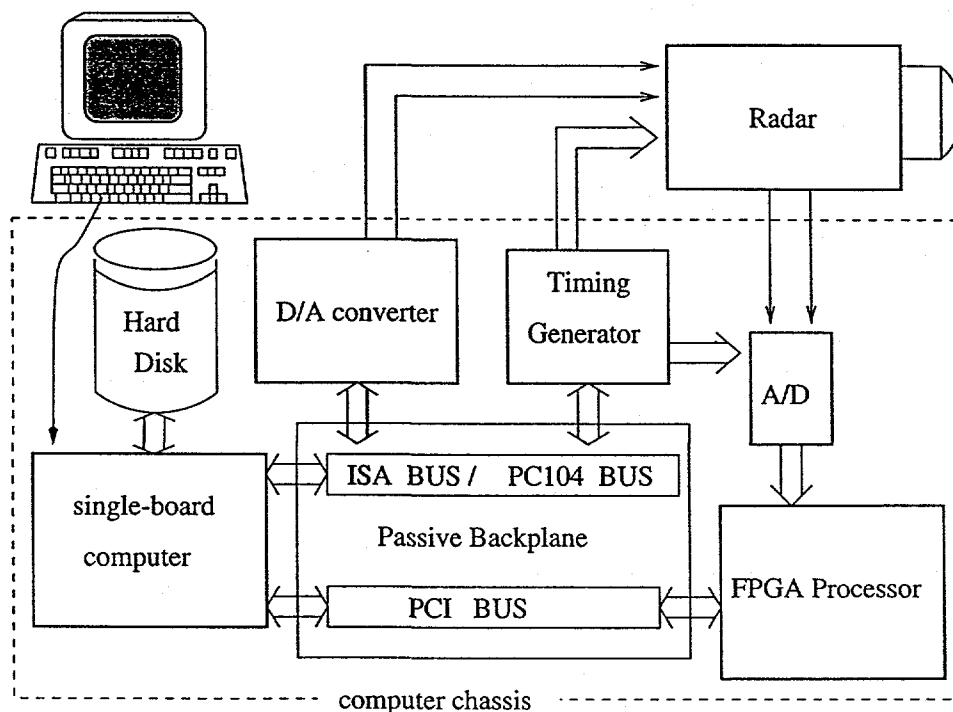 Radar
Hard
Disk
D/A converter
Timing
Generator
A/D
single-board
computer
ISA BUS / PC104 BUS
Passive Backplane
PCI BUS
FPGA Processor
computer chassis